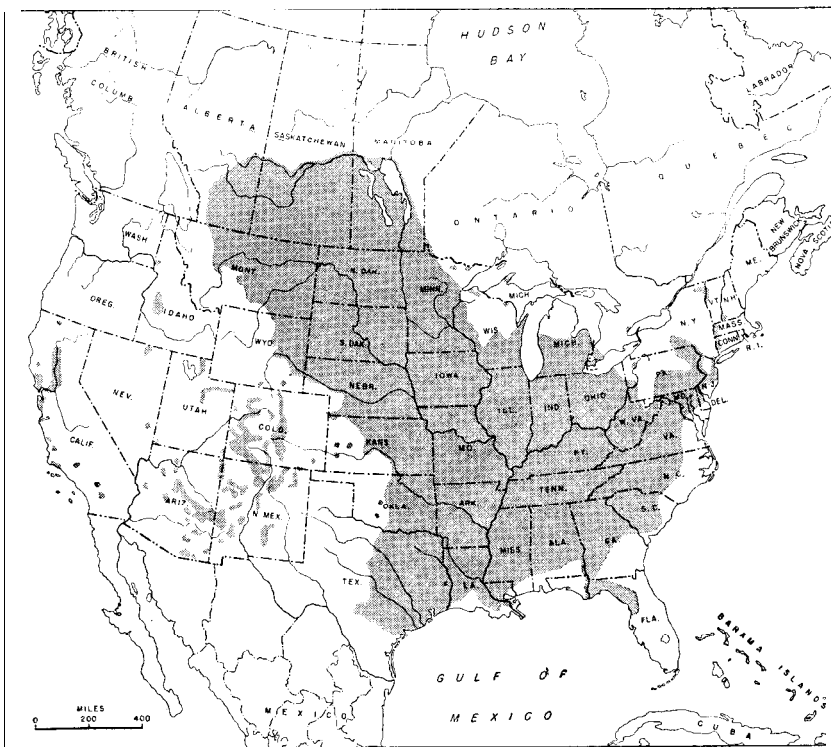 HUDSON
BAY
BRITISH
COLUMB
ALBERTA
SASKATCHEWAN
MANITOBA
LABRADOR
QUEBEC
ONTARIO
NEW
BRUNSWICK
NOVA SCOTIA
WASH
MONT.
N. DAK.
MINN.
MICH
ME.
VT.
N.H.
OREG.
IDAHO
WYO.
S. DAK.
WIS.
MICH.
N.Y.
MASS
CONN.
R.I.
NEBR.
IOWA
PA.
N.J.
NEV.
UTAH
COLO.
ILL.
IND
OHIO
MD.
DEL.
W. VA.
VA.
CALIF.
KANS.
MO.
KY.
ARIZ.
N MEX.
OKLA.
ARK.
TENN.
N.C.
S.C.
TEX.
LA.
MISS.
ALA.
GA.
FLA.
BAHAMA ISLANDS
GULF OF
MEXICO
MEXICO
CUBA
MILES
0 200 400